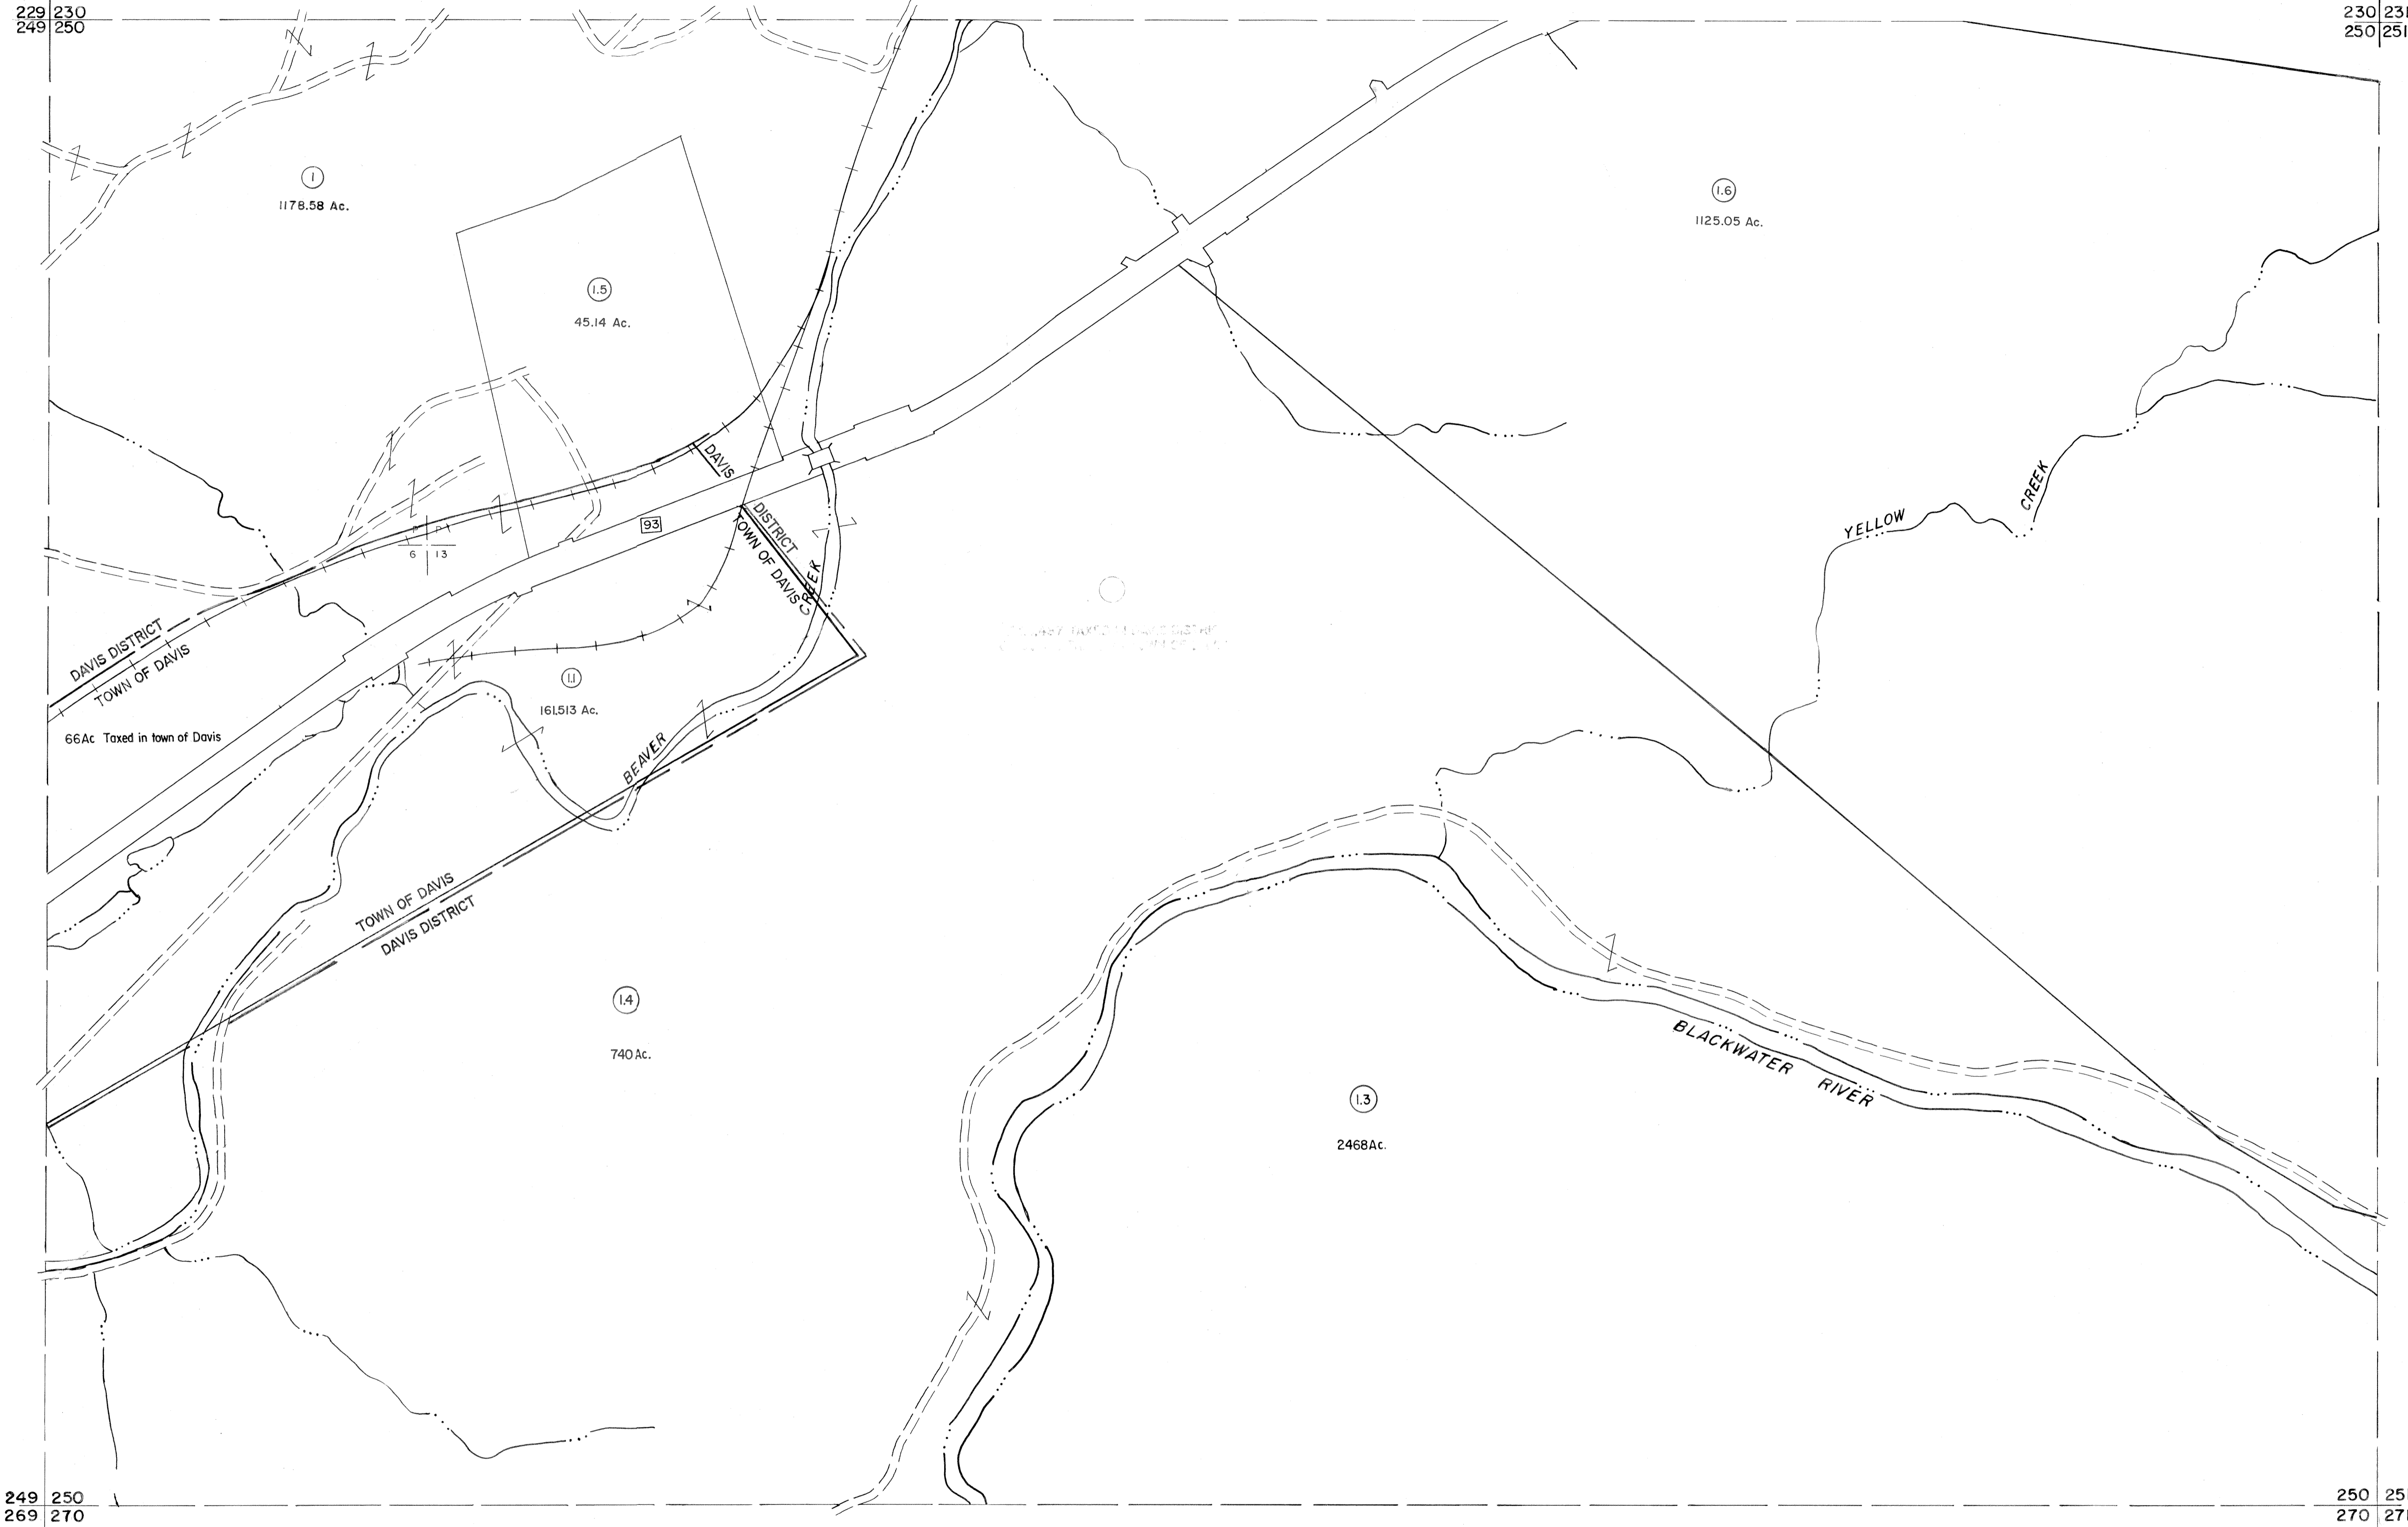 229 230
249 250
230 231
250 251
1
1178.58 Ac.
1.6
1125.05 Ac.
1.5
45.14 Ac.
DAVIS
DISTRICT
TOWN OF DAVIS
93
6 13
YELLOW CREEK
DAVIS DISTRICT
TOWN OF DAVIS
66Ac Taxed in town of Davis
1.1
161.513 Ac.
BEAVER CREEK
TOWN OF DAVIS
DAVIS DISTRICT
1.4
740 Ac.
BLACKWATER RIVER
1.3
2468Ac.
249 250
269 270
250 25
270 27